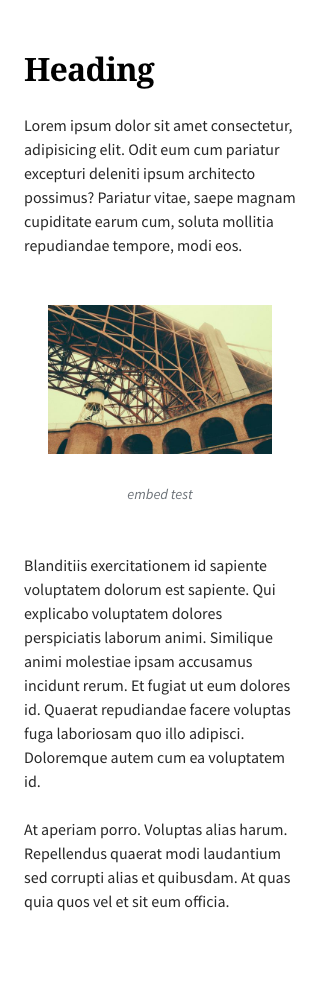 Heading
Lorem ipsum dolor sit amet consectetur,
adipisicing elit. Odit eum cum pariatur
excepturi deleniti ipsum architecto
possimus? Pariatur vitae, saepe magnam
cupiditate earum cum, soluta mollitia
repudiandae tempore, modi eos.
embed test
Blanditiis exercitationem id sapiente
voluptatem dolorum est sapiente. Qui
explicabo voluptatem dolores
perspiciatis laborum animi. Similique
animi molestiae ipsam accusamus
incidunt rerum. Et fugiat ut eum dolores
id. Quaerat repudiandae facere voluptas
fuga laboriosam quo illo adipisci.
Doloremque autem cum ea voluptatem
id.
At aperiam porro. Voluptas alias harum.
Repellendus quaerat modi laudantium
sed corrupti alias et quibusdam. At quas
quia quos vel et sit eum officia.